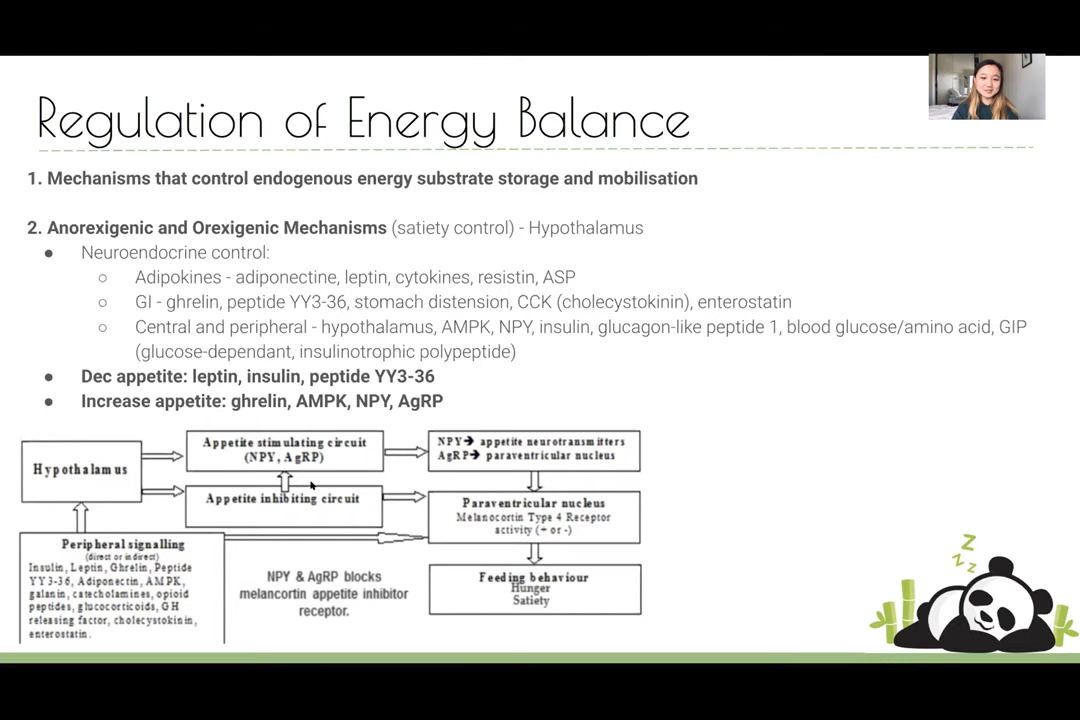 Regulation of Energy Balance
1. Mechanisms that control endogenous energy substrate storage and mobilisation
2. Anorexigenic and Orexigenic Mechanisms (satiety control) - Hypothalamus
● Neuroendocrine control:
○ Adipokines - adiponectine, leptin, cytokines, resistin, ASP
○ GI - ghrelin, peptide YY3-36, stomach distension, CCK (cholecystokinin), enterostatin
○ Central and peripheral - hypothalamus, AMPK, NPY, insulin, glucagon-like peptide 1, blood glucose/amino acid, GIP
(glucose-dependant, insulinotrophic polypeptide)
● Dec appetite: leptin, insulin, peptide YY3-36
● Increase appetite: ghrelin, AMPK, NPY, AgRP
Hypothalamus
Appetite stimulating circuit
(NPY, AgRP)
Appetite inhibiting circuit
NPY➔ appetite neurotransmitters
AgRP➔ paraventricular nucleus
Paraventricular nucleus
Melanocortin Type 4 Receptor
activity (+ or -)
Feeding behaviour
Hunger
Satiety
Peripheral signalling
(direct or indirect)
Insulin, Leptin, Ghrelin, Peptide
YY3-36, Adiponectin, AMPK,
galanin, catecholamines, opioid
peptides, glucocorticoids, GH
releasing factor, cholecystokinin,
enterostatin.
NPY & AgRP blocks
melancortin appetite inhibitor
receptor.
z
z
z
z